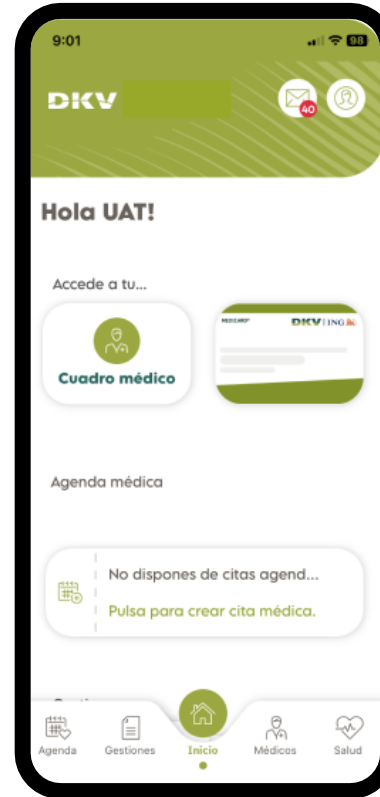 9:01
98
DKV
40
Hola UAT!
Accede a tu...
MEDICARD®
DKV ING
Cuadro médico
Agenda médica
No dispones de citas agend...
Pulsa para crear cita médica.
Agenda
Gestiones
Inicio
Médicos
Salud